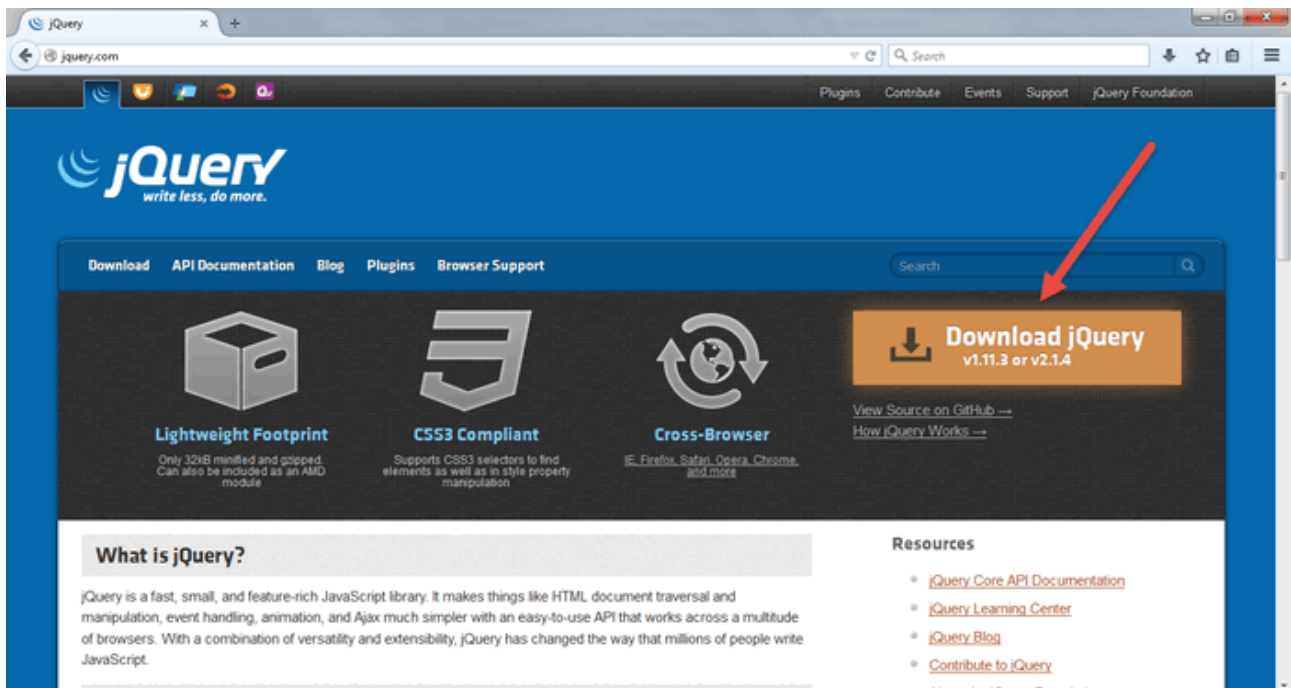 jQuery
jquery.com
Search
Plugins Contribute Events Support jQuery Foundation
jQuery
write less, do more.
Download API Documentation Blog Plugins Browser Support
Search
Download jQuery
v1.11.3 or v2.1.4
View Source on GitHub →
How jQuery Works →
Lightweight Footprint
Only 32kB minified and gzipped.
Can also be included as an AMD
module
CSS3 Compliant
Supports CSS3 selectors to find
elements as well as in style property
manipulation
Cross-Browser
IE, Firefox, Safari, Opera, Chrome,
and more
What is jQuery?
jQuery is a fast, small, and feature-rich JavaScript library. It makes things like HTML document traversal and
manipulation, event handling, animation, and Ajax much simpler with an easy-to-use API that works across a multitude
of browsers. With a combination of versatility and extensibility, jQuery has changed the way that millions of people write
JavaScript.
Resources
jQuery Core API Documentation
jQuery Learning Center
jQuery Blog
Contribute to jQuery